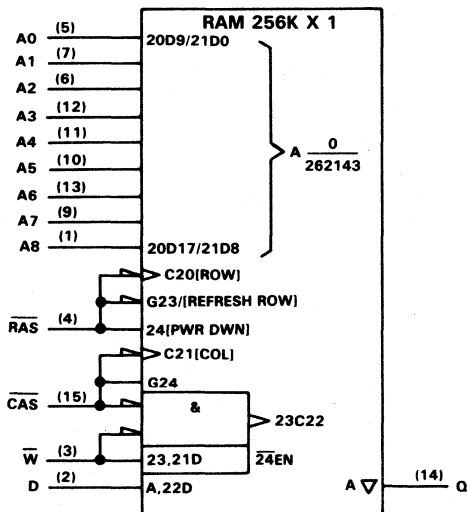 RAM 256K X 1
A0 (5) 20D9/21D0
A1 (7)
A2 (6)
A3 (12)
A4 (11)
A5 (10)
A6 (13)
A7 (9)
A8 (1) 20D17/21D8
A 0
262143
C20[ROW]
G23/[REFRESH ROW]
RAS (4) 24[PWR DWN]
C21[COL]
G24
CAS (15) & 23C22
W (3) 23,21D 24EN
D (2) A,22D A (14) Q